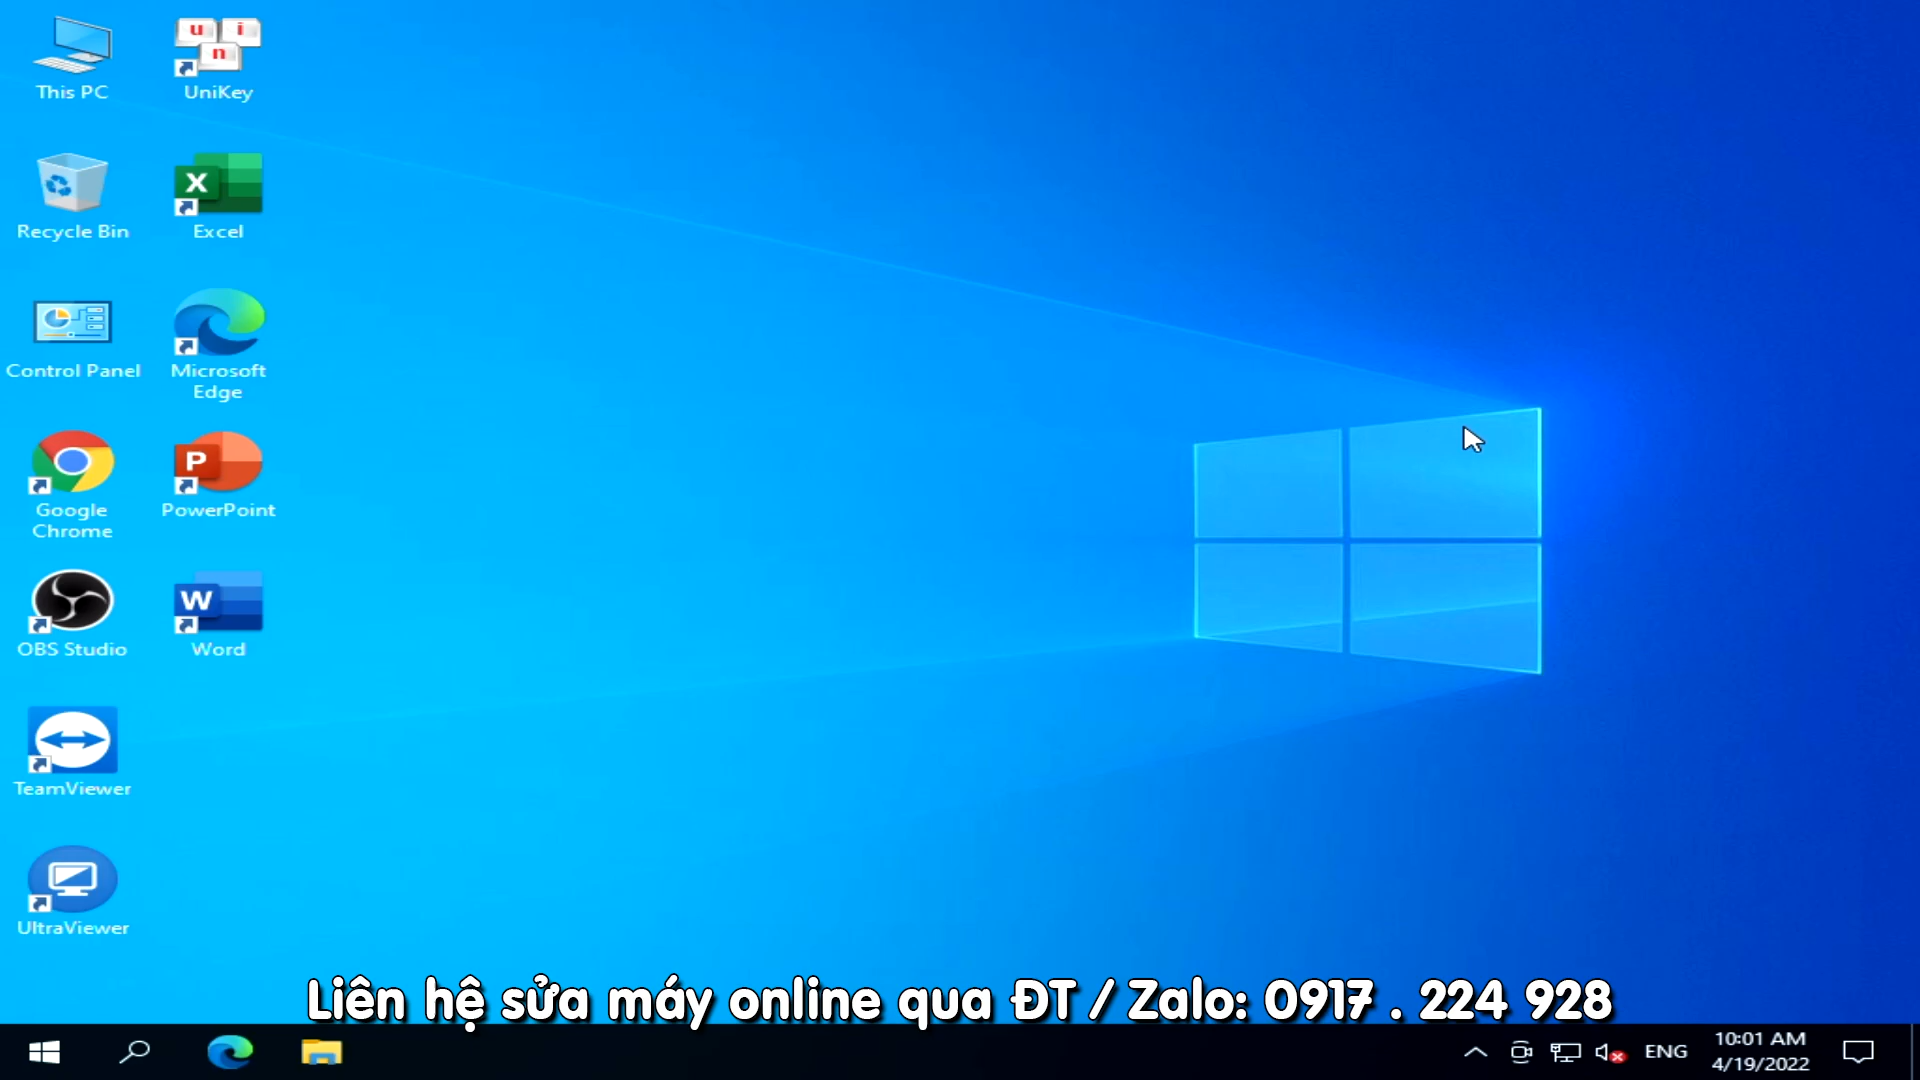 This PC
u i n
UniKey
Recycle Bin
X
Excel
Control Panel
Microsoft
Edge
Google
Chrome
P
PowerPoint
OBS Studio
W
Word
TeamViewer
UltraViewer
Liên hệ sửa máy online qua ĐT / Zalo: 0917 . 224 928
ENG
10:01 AM
4/19/2022